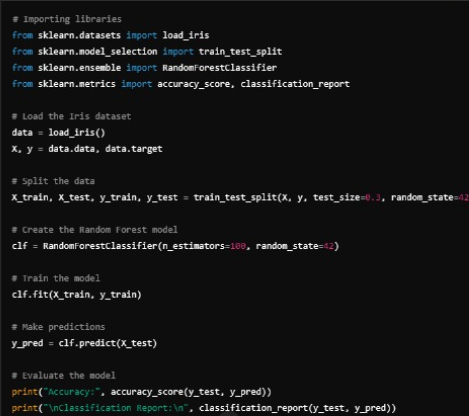 # Importing libraries
from sklearn.datasets import load_iris
from sklearn.model_selection import train_test_split
from sklearn.ensemble import RandomForestClassifier
from sklearn.metrics import accuracy_score, classification_report
# Load the Iris dataset
data = load_iris()
X, y = data.data, data.target
# Split the data
X_train, X_test, y_train, y_test = train_test_split(X, y, test_size=0.3, random_state=42
# Create the Random Forest model
clf = RandomForestClassifier(n_estimators=100, random_state=42)
# Train the model
clf.fit(X_train, y_train)
# Make predictions
y_pred = clf.predict(X_test)
# Evaluate the model
print("Accuracy:", accuracy_score(y_test, y_pred))
print("\nClassification Report:\n", classification_report(y_test, y_pred))